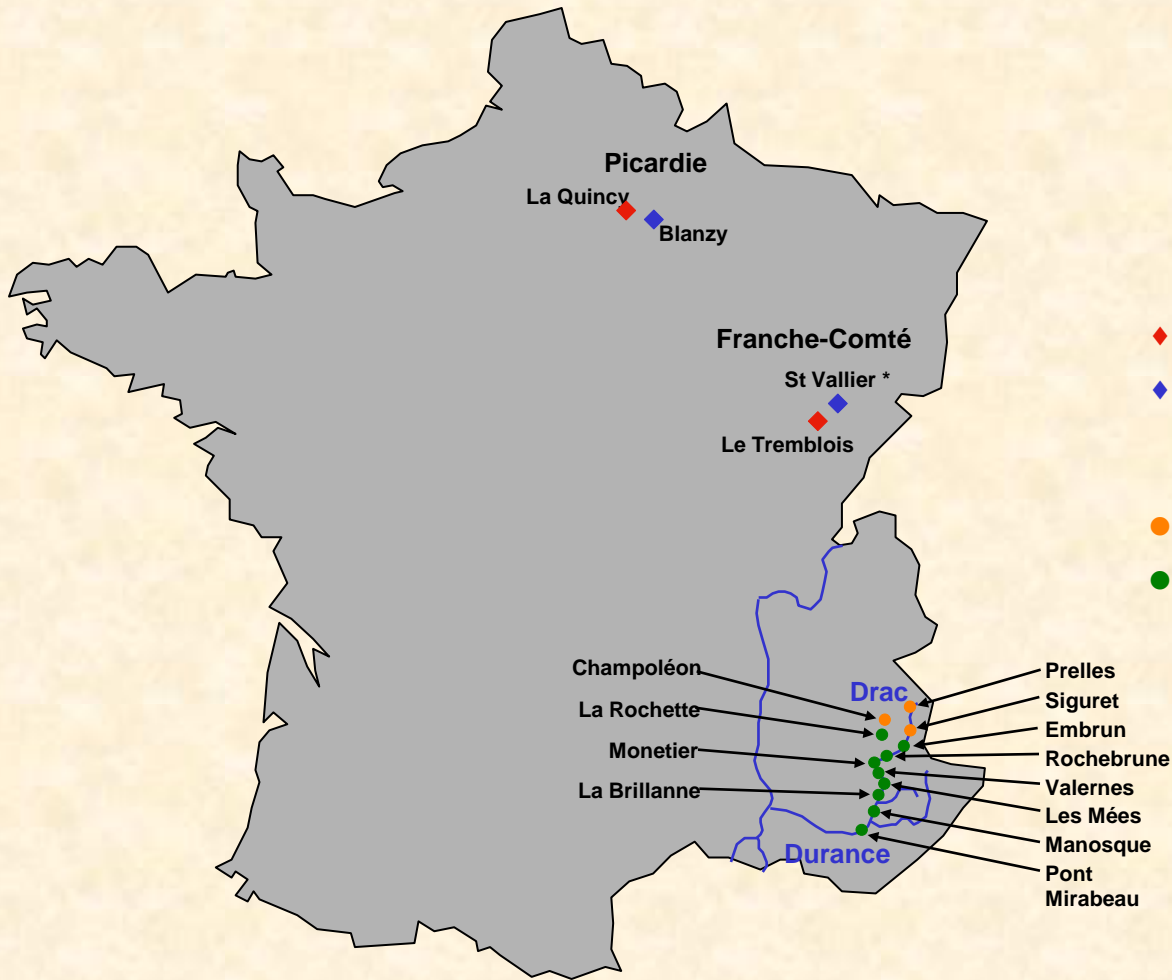 Picardie
La Quincy
Blanzy
Franche-Comté
St Vallier *
Le Tremblois
Champoléon
La Rochette
Monetier
La Brillanne
Drac
Durance
Prelles
Siguret
Embrun
Rochebrune
Valernes
Les Mées
Manosque
Pont
Mirabeau